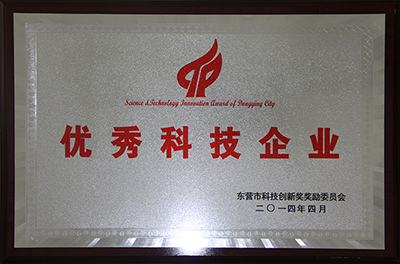 Science & Technology Innovation Award of Dongying City
优秀科技企业
东营市科技创新奖奖励委员会
二〇一四年四月